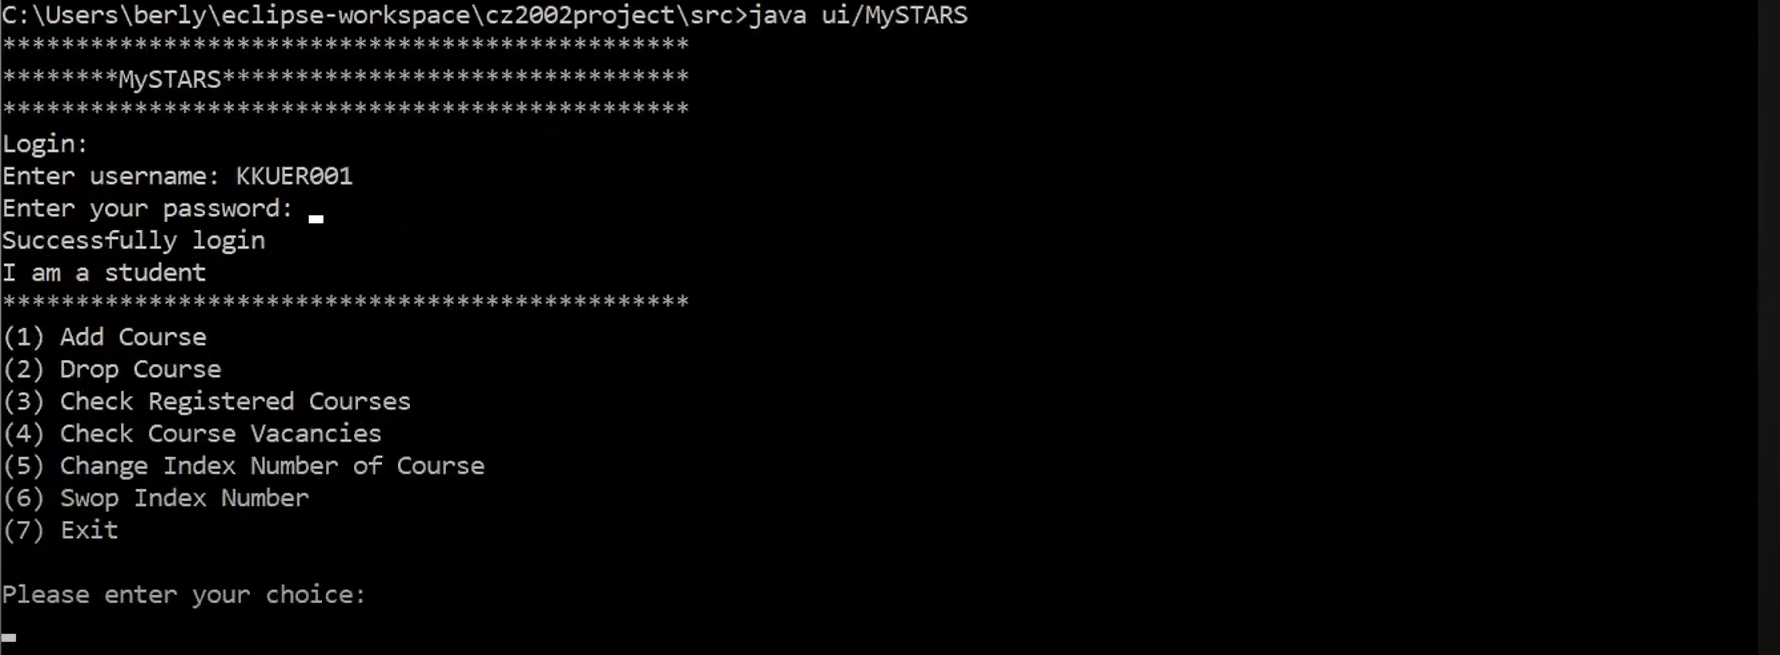 C:\Users\berly\eclipse-workspace\cz2002project\src>java ui/MySTARS
***********************************************
********MySTARS********************************
***********************************************
Login:
Enter username: KKUER001
Enter your password:
Successfully login
I am a student
***********************************************
(1) Add Course
(2) Drop Course
(3) Check Registered Courses
(4) Check Course Vacancies
(5) Change Index Number of Course
(6) Swop Index Number
(7) Exit
Please enter your choice: